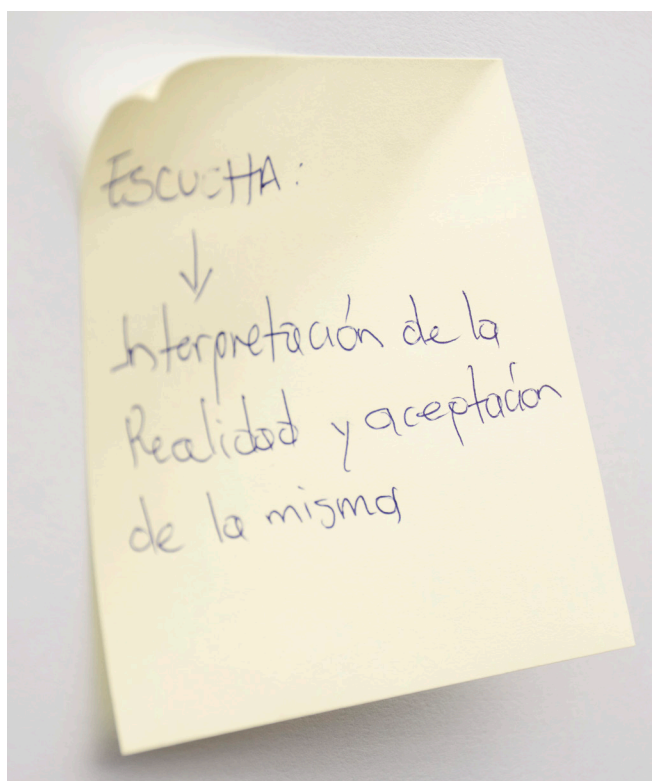 ESCUCHA:
↓
Interpretación de la
Realidad y aceptación
de la misma